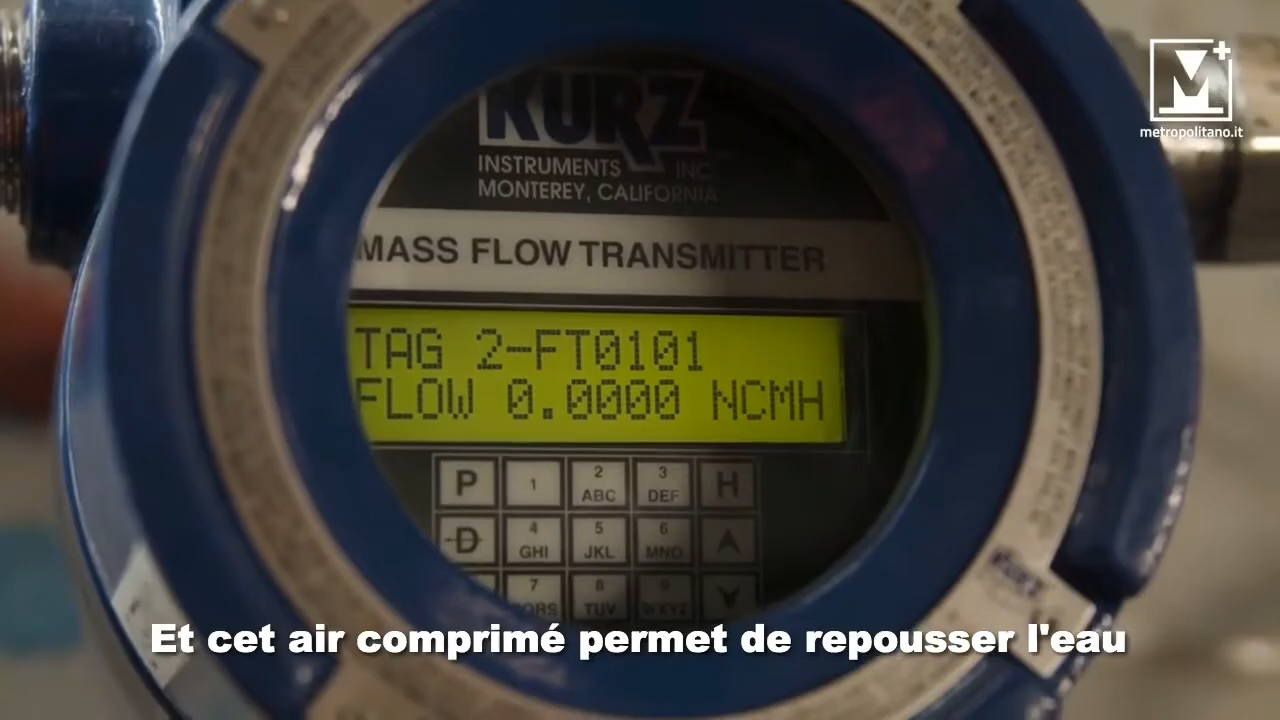 metropolitano.it
KURZ
INSTRUMENTS INC
MONTEREY, CALIFORNIA
MASS FLOW TRANSMITTER
TAG 2-FT0101
FLOW 0.0000 NCMH
P 1 2 ABC 3 DEF H
D 4 GHI 5 JKL 6 MNO
7 PQRS 8 TUV 9 WXYZ
KURZ
Et cet air comprimé permet de repousser l'eau